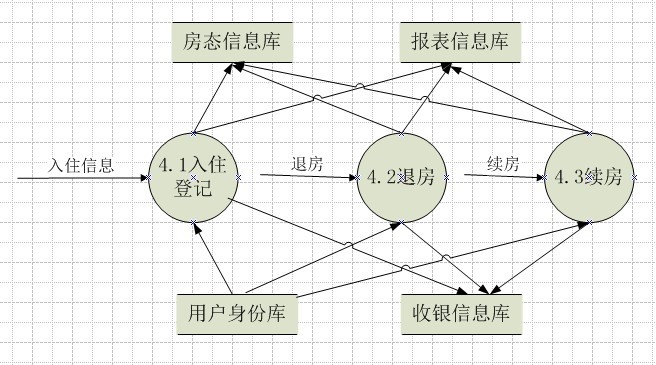 房态信息库
报表信息库
入住信息
4.1入住
登记
退房
4.2退房
续房
4.3续房
用户身份库
收银信息库